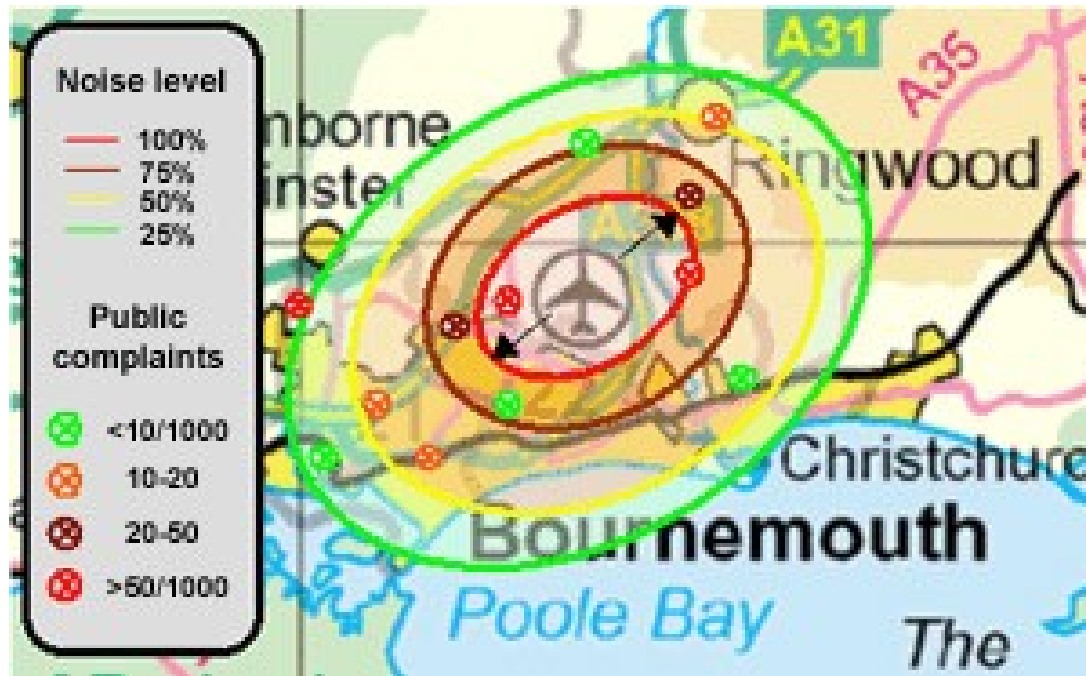 Noise level
100%
75%
50%
25%
Public
complaints
<10/1000
10-20
20-50
>50/1000
A31
A35
mborne
inster
Ringwood
Christchurc
Bournemouth
Poole Bay
The